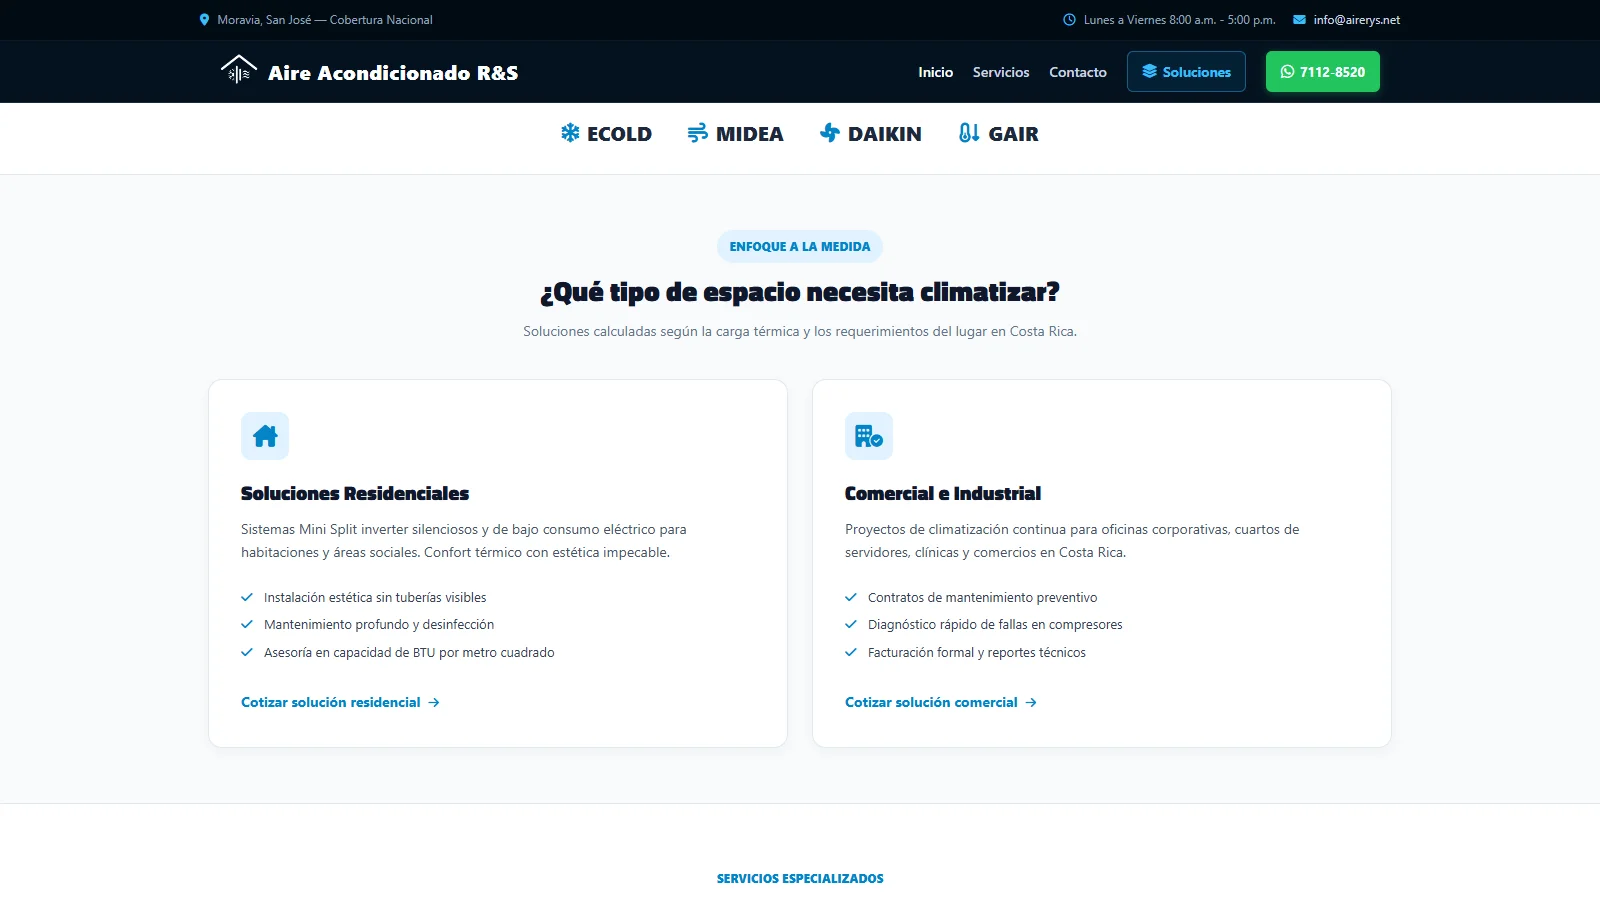 Moravia, San José — Cobertura Nacional
Lunes a Viernes 8:00 a.m. - 5:00 p.m.
info@airerys.net
Aire Acondicionado R&S
Inicio
Servicios
Contacto
Soluciones
7112-8520
ECOLD
MIDEA
DAIKIN
GAIR
ENFOQUE A LA MEDIDA
¿Qué tipo de espacio necesita climatizar?
Soluciones calculadas según la carga térmica y los requerimientos del lugar en Costa Rica.
Soluciones Residenciales
Sistemas Mini Split inverter silenciosos y de bajo consumo eléctrico para
habitaciones y áreas sociales. Confort térmico con estética impecable.
Instalación estética sin tuberías visibles
Mantenimiento profundo y desinfección
Asesoría en capacidad de BTU por metro cuadrado
Cotizar solución residencial
Comercial e Industrial
Proyectos de climatización continua para oficinas corporativas, cuartos de
servidores, clínicas y comercios en Costa Rica.
Contratos de mantenimiento preventivo
Diagnóstico rápido de fallas en compresores
Facturación formal y reportes técnicos
Cotizar solución comercial
SERVICIOS ESPECIALIZADOS